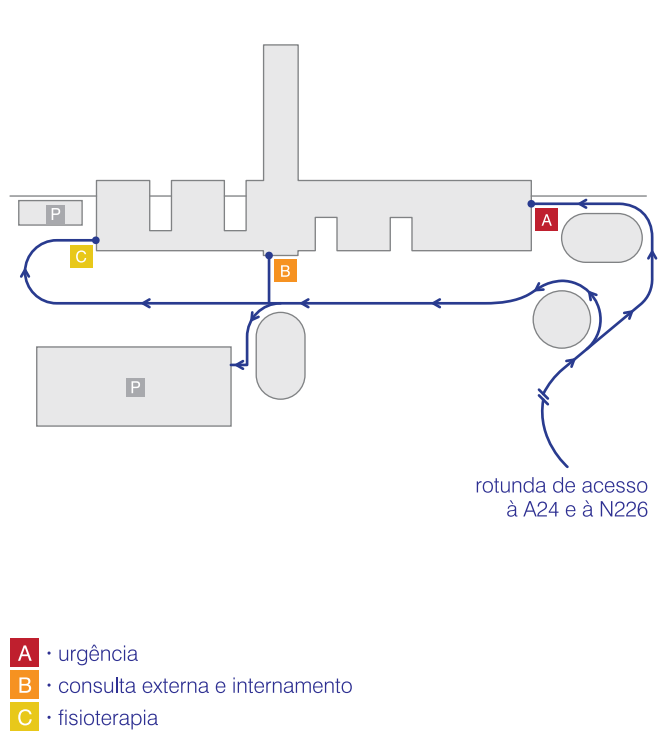 P
A
C
B
P
rotunda de acesso
à A24 e à N226
A · urgência
B · consulta externa e internamento
C · fisioterapia